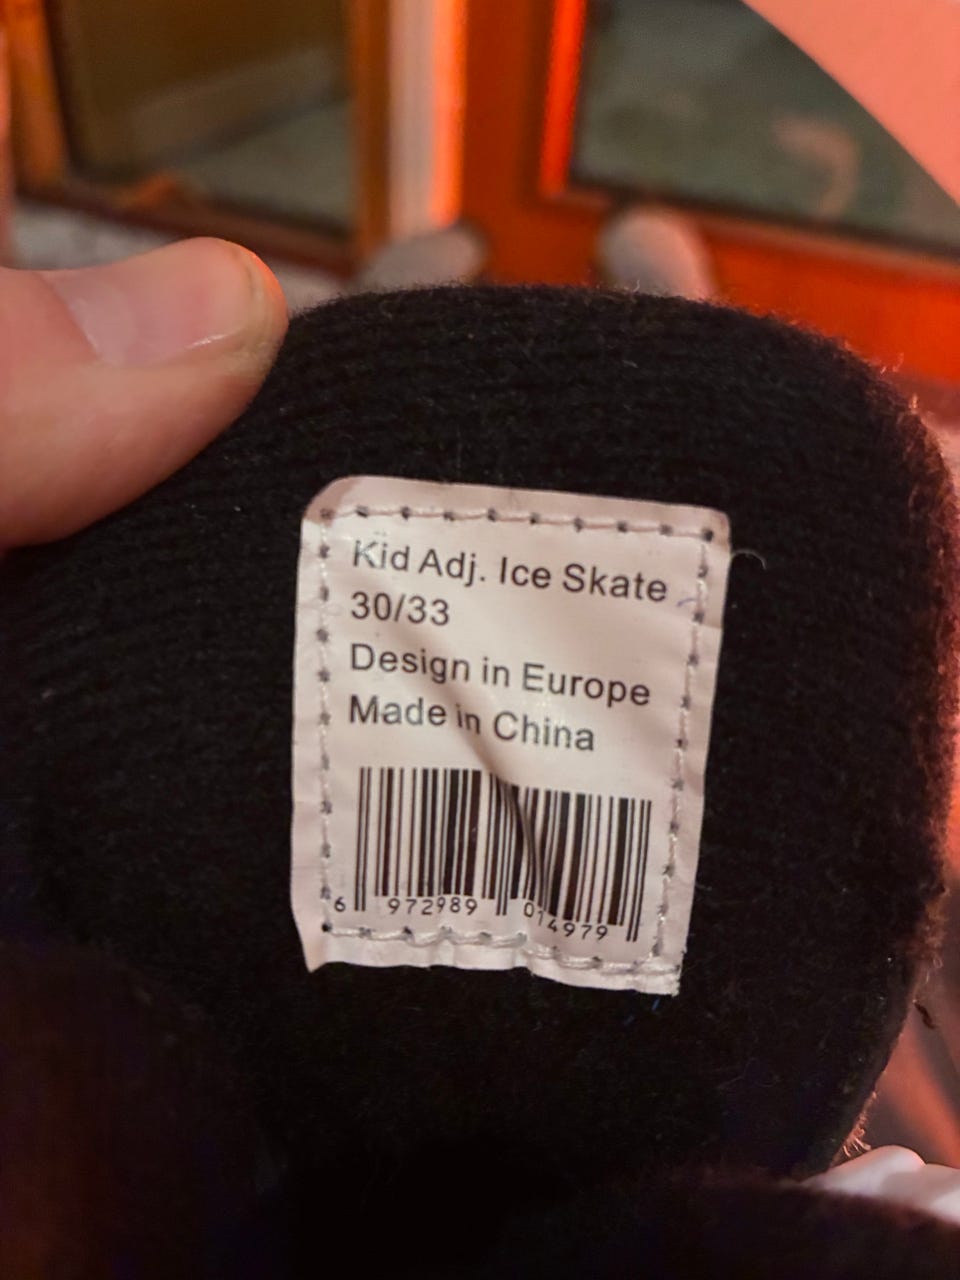 Kid Adj. Ice Skate
30/33
Design in Europe
Made in China
6 972989 014979